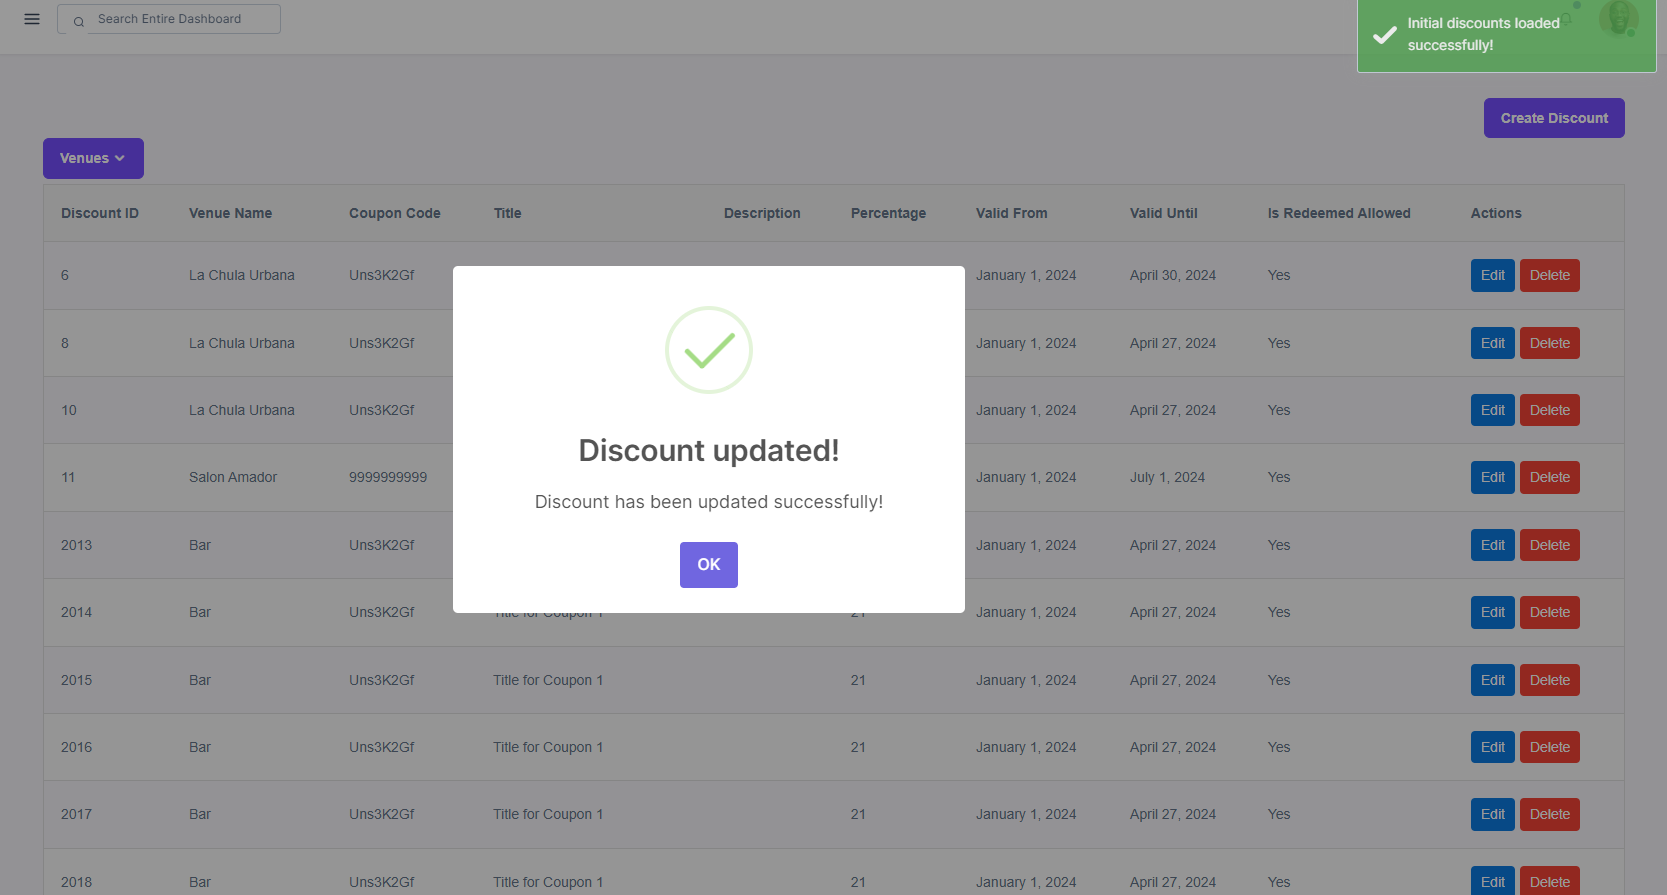 Search Entire Dashboard
Initial discounts loaded
successfully!
Create Discount
Venues
Discount ID Venue Name Coupon Code Title Description Percentage Valid From Valid Until Is Redeemed Allowed Actions
6 La Chula Urbana Uns3K2Gf January 1, 2024 April 30, 2024 Yes Edit Delete
8 La Chula Urbana Uns3K2Gf January 1, 2024 April 27, 2024 Yes Edit Delete
10 La Chula Urbana Uns3K2Gf January 1, 2024 April 27, 2024 Yes Edit Delete
11 Salon Amador 9999999999 January 1, 2024 July 1, 2024 Yes Edit Delete
2013 Bar Uns3K2Gf January 1, 2024 April 27, 2024 Yes Edit Delete
2014 Bar Uns3K2Gf Title for Coupon 1 21 January 1, 2024 April 27, 2024 Yes Edit Delete
2015 Bar Uns3K2Gf Title for Coupon 1 21 January 1, 2024 April 27, 2024 Yes Edit Delete
2016 Bar Uns3K2Gf Title for Coupon 1 21 January 1, 2024 April 27, 2024 Yes Edit Delete
2017 Bar Uns3K2Gf Title for Coupon 1 21 January 1, 2024 April 27, 2024 Yes Edit Delete
2018 Bar Uns3K2Gf Title for Coupon 1 21 January 1, 2024 April 27, 2024 Yes Edit Delete
Discount updated!
Discount has been updated successfully!
OK